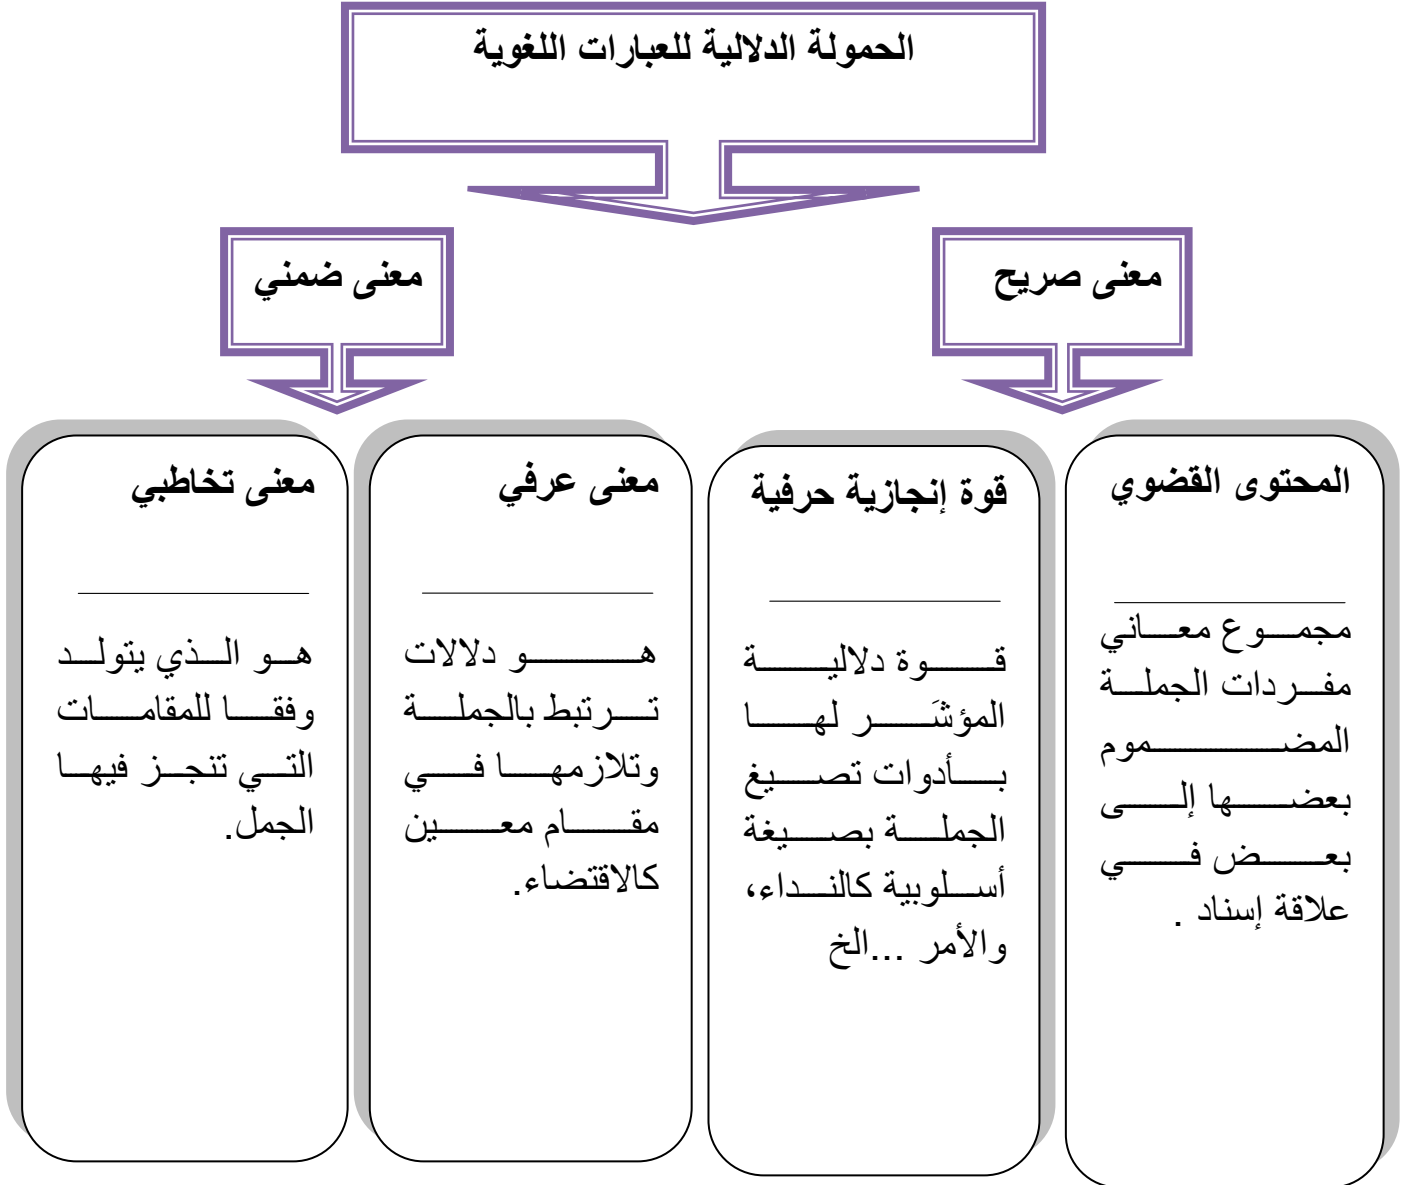 الحمولة الدلالية للعبارات اللغوية
معنى صريح
معنى ضمني
المحتوى القضوي
مجموع معاني
مفردات الجملة
المضموم
بعضها إلى
بعض في
علاقة إسناد .
قوة إنجازية حرفية
قوة دلالية
المؤشَر لها
بأدوات تصيغ
الجملة بصيغة
أسلوبية كالنداء،
والأمر ...الخ
معنى عرفي
هو دلالات
ترتبط بالجملة
وتلازمها في
مقام معين
كالاقتضاء.
معنى تخاطبي
هو الذي يتولد
وفقا للمقامات
التي تنجز فيها
الجمل.